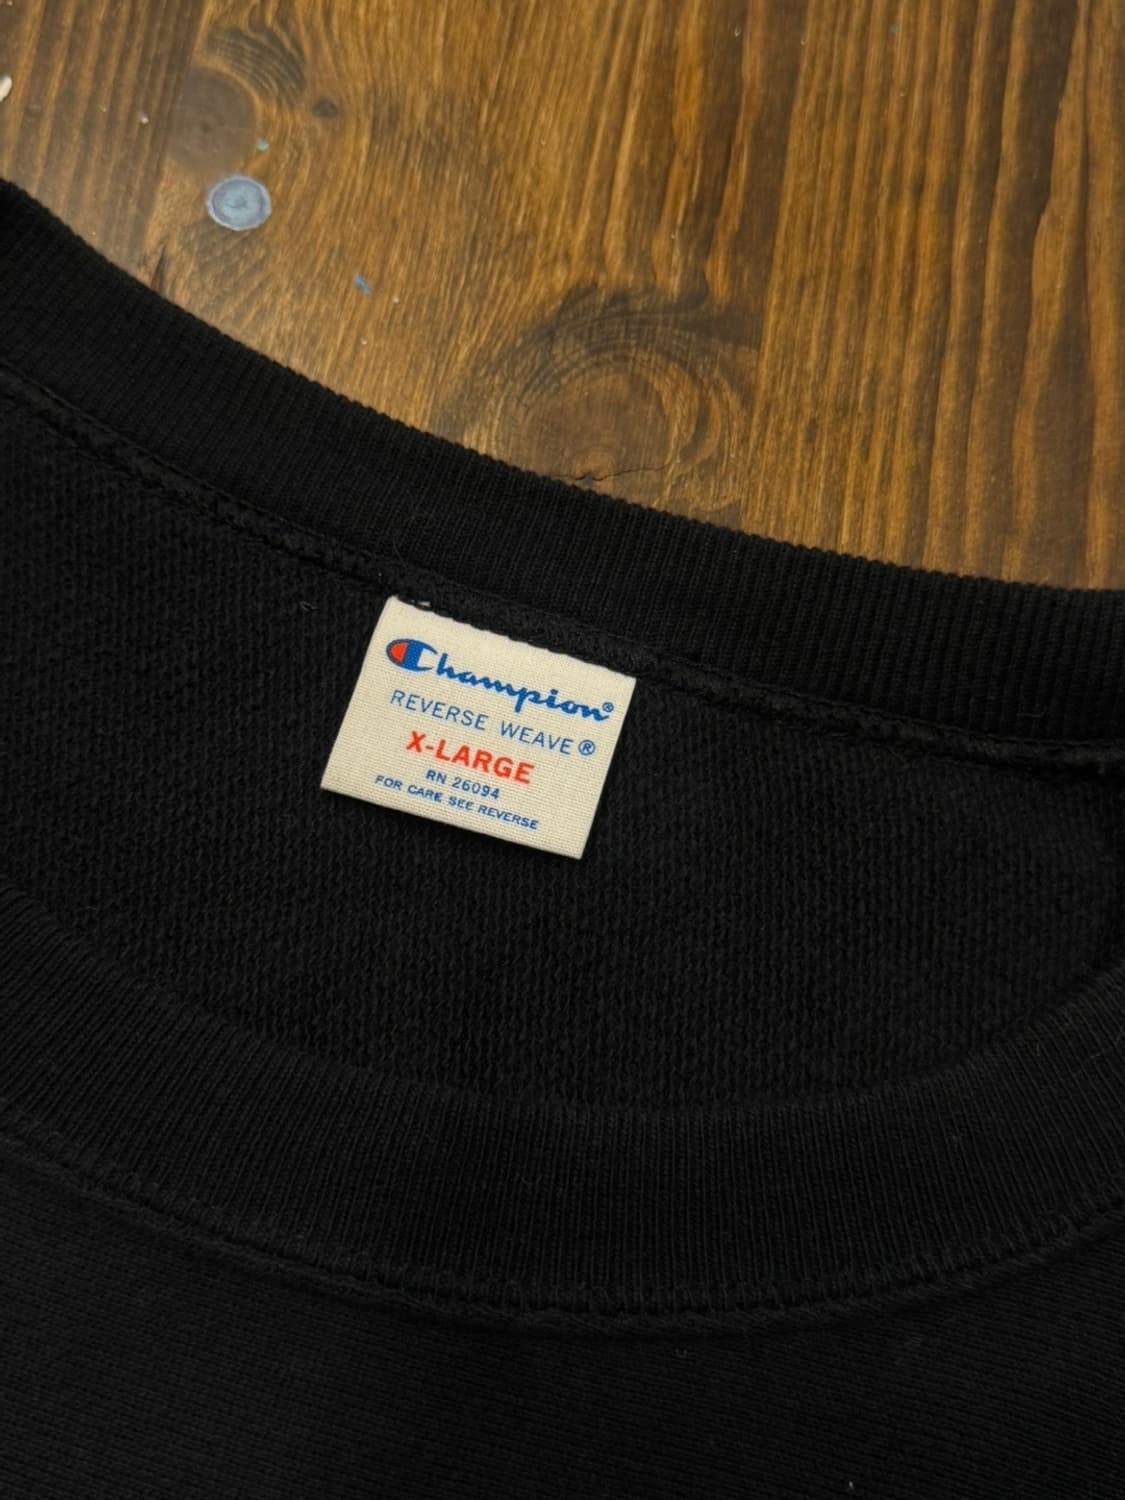 Champion®
REVERSE WEAVE®
X-LARGE
RN 26094
FOR CARE SEE REVERSE